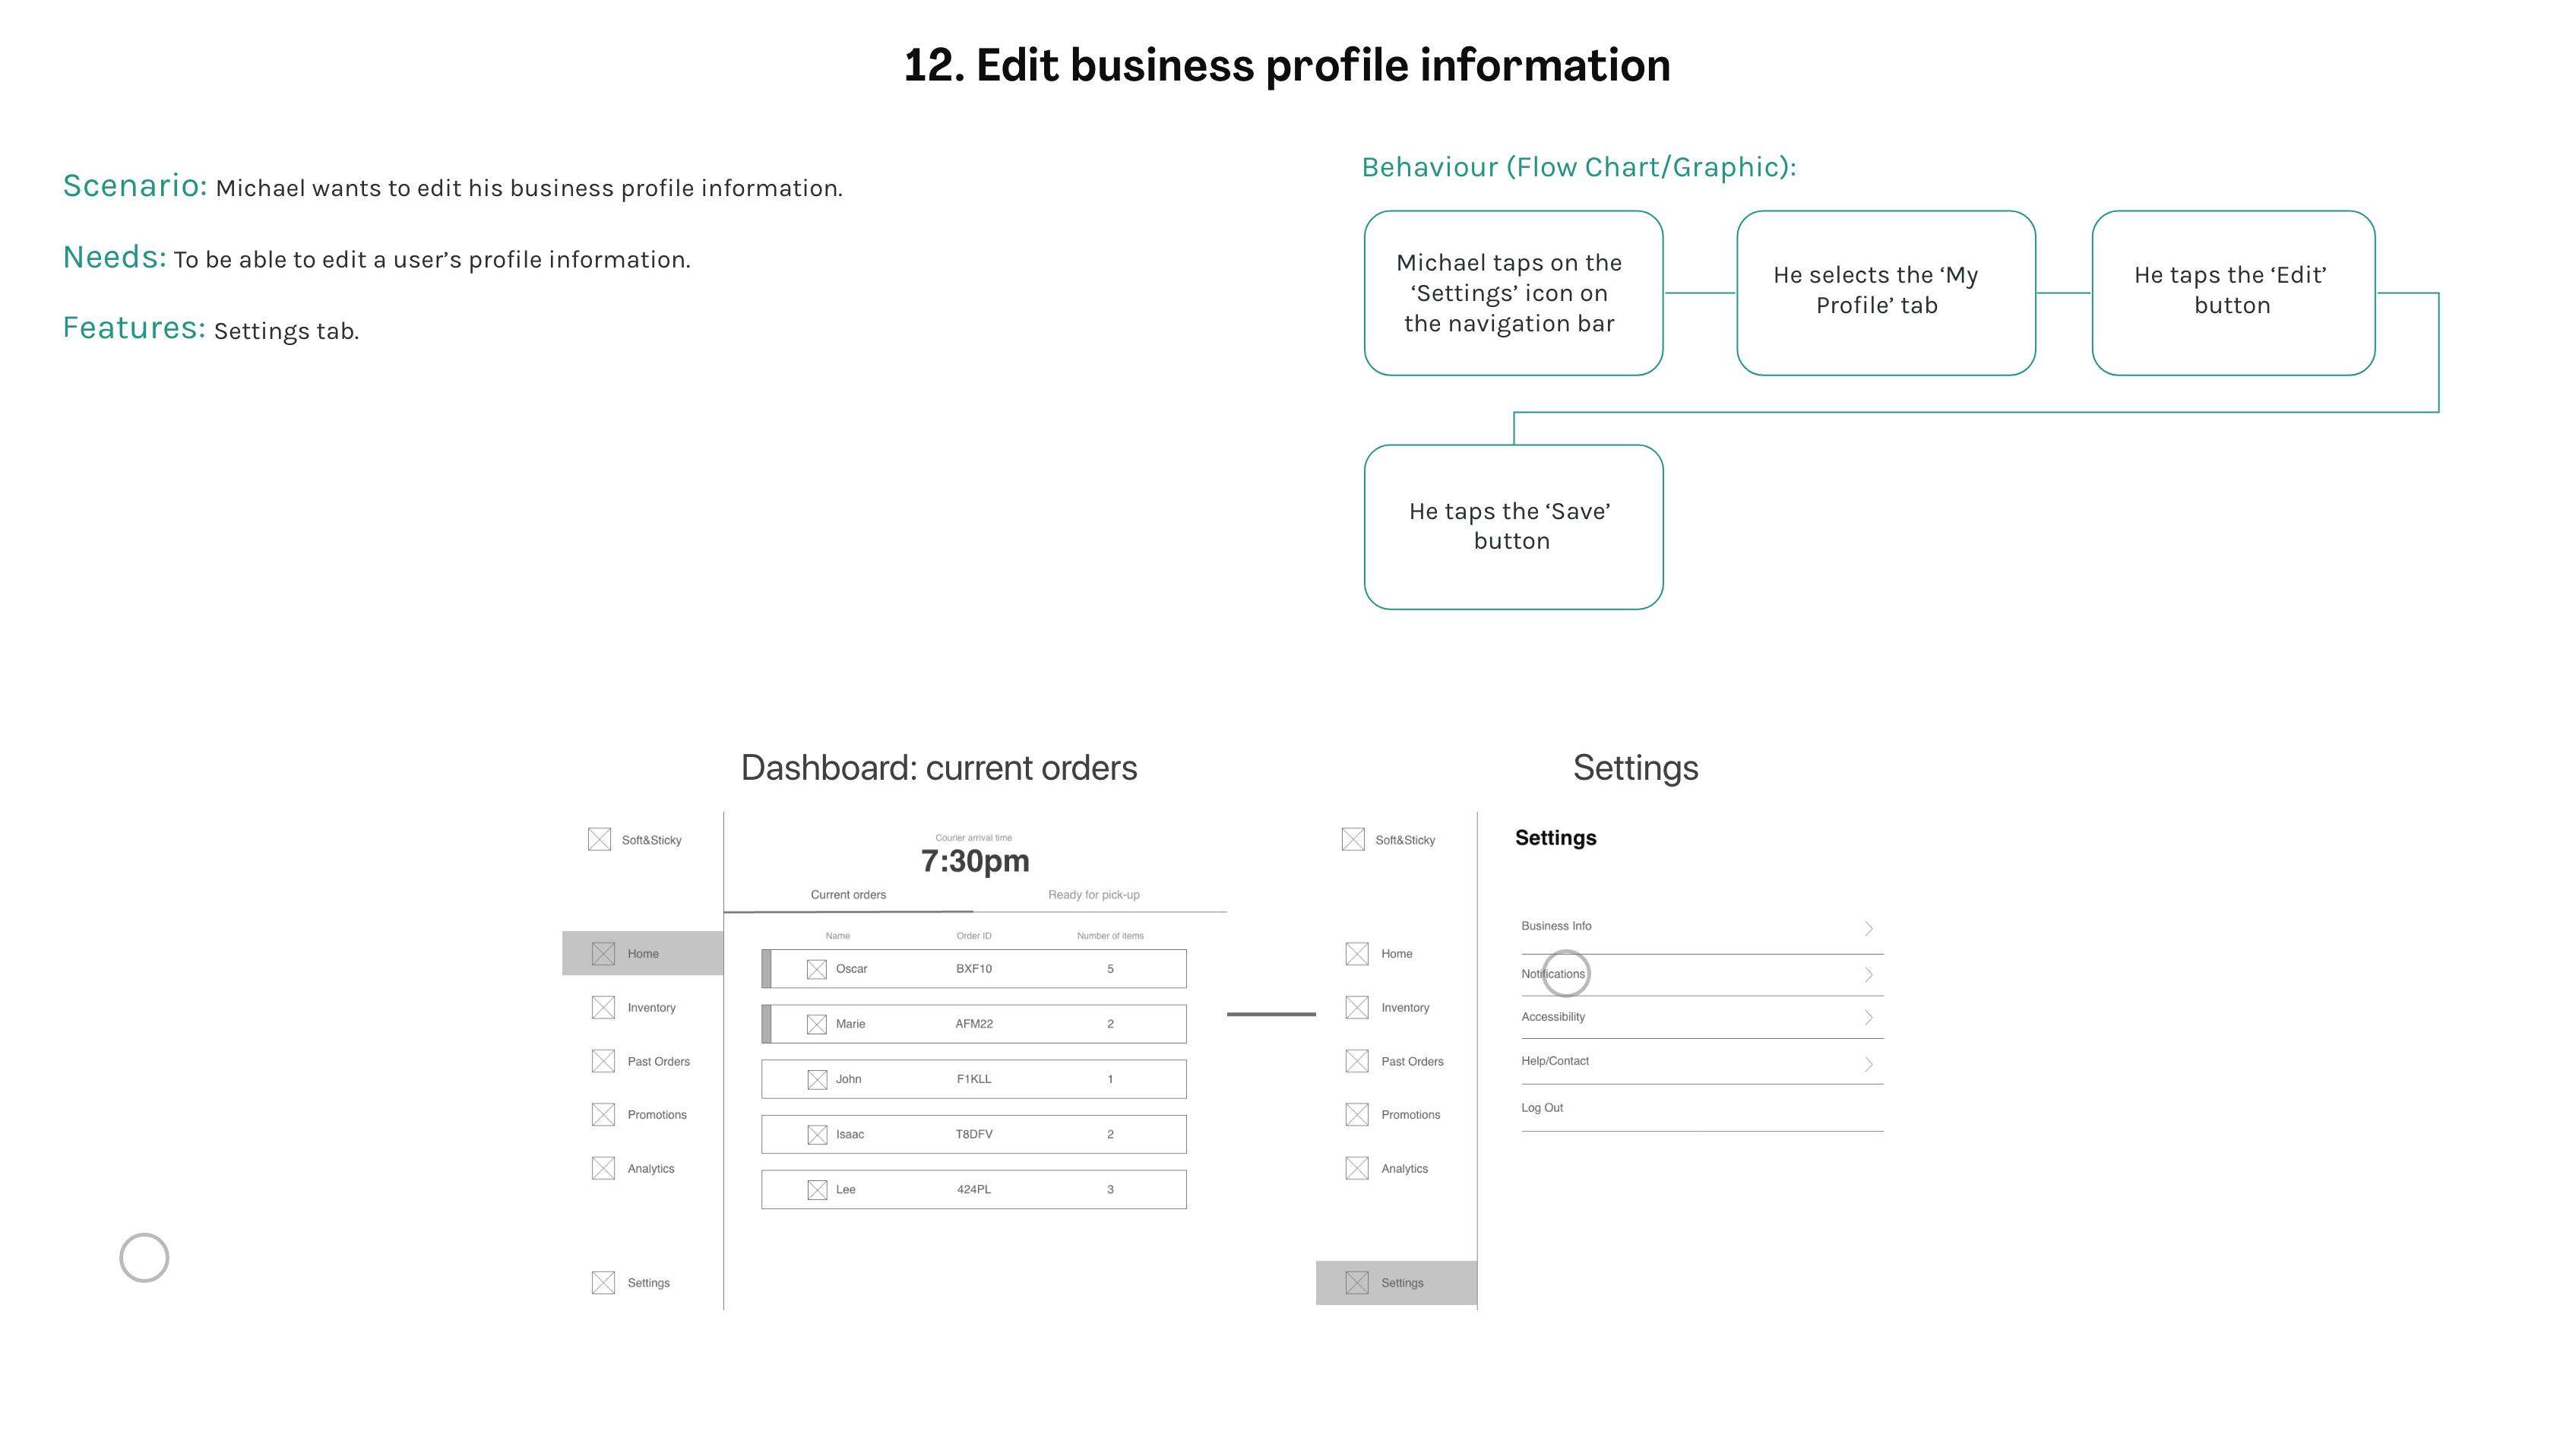 12. Edit business profile information
Scenario: Michael wants to edit his business profile information.
Needs: To be able to edit a user’s profile information.
Features: Settings tab.
Behaviour (Flow Chart/Graphic):
Michael taps on the
‘Settings’ icon on
the navigation bar
He selects the ‘My
Profile’ tab
He taps the ‘Edit’
button
He taps the ‘Save’
button
Dashboard: current orders
Soft&Sticky
Home
Inventory
Past Orders
Promotions
Analytics
Settings
Courier arrival time
7:30pm
Current orders Ready for pick-up
Name Order ID Number of items
Oscar BXF10 5
Marie AFM22 2
John F1KLL 1
Isaac T8DFV 2
Lee 424PL 3
Settings
Soft&Sticky
Home
Inventory
Past Orders
Promotions
Analytics
Settings
Settings
Business Info
Notifications
Accessibility
Help/Contact
Log Out